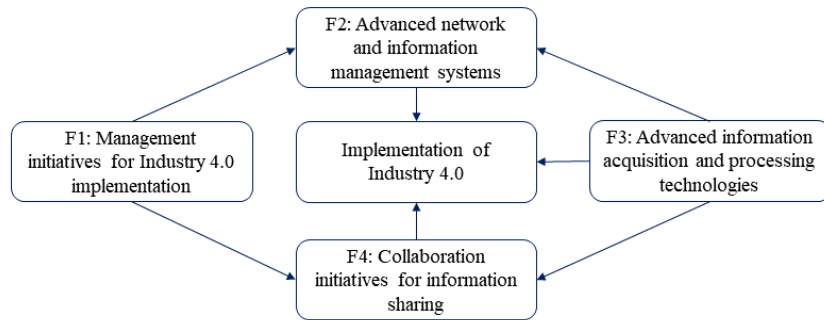 F2: Advanced network
and information
management systems
F1: Management
initiatives for Industry 4.0
implementation
Implementation of
Industry 4.0
F3: Advanced information
acquisition and processing
technologies
F4: Collaboration
initiatives for information
sharing